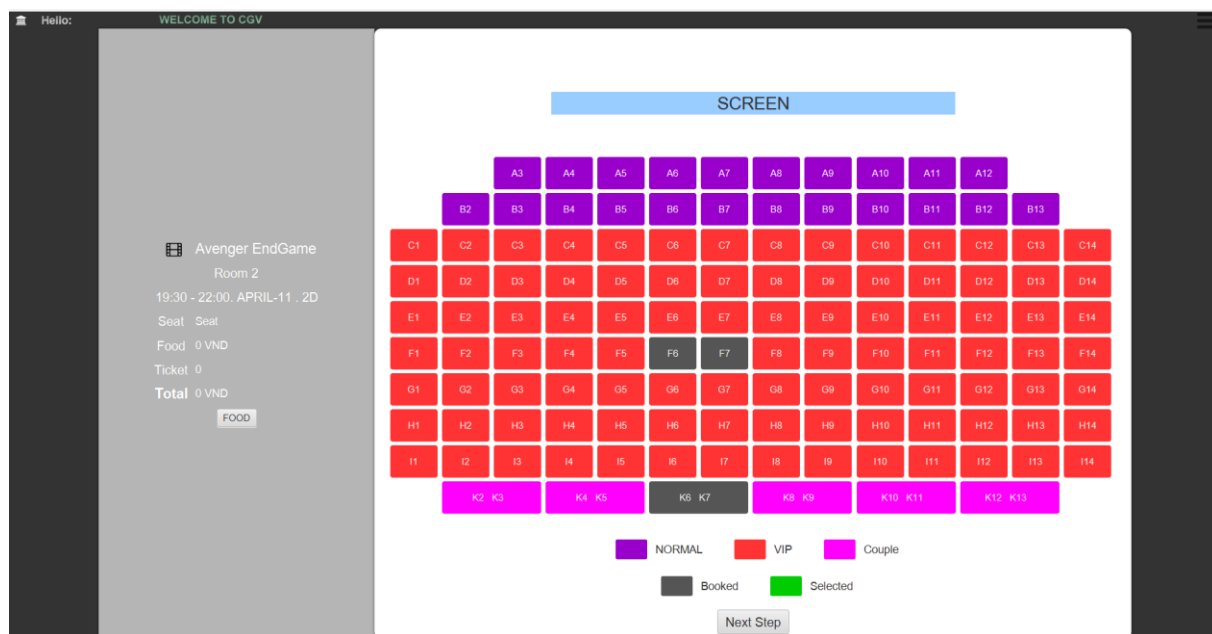 Hello: WELCOME TO CGV
Avenger EndGame
Room 2
19:30 - 22:00. APRIL-11 . 2D
Seat Seat
Food 0 VND
Ticket 0
Total 0 VND
FOOD
SCREEN
A3 A4 A5 A6 A7 A8 A9 A10 A11 A12
B2 B3 B4 B5 B6 B7 B8 B9 B10 B11 B12 B13
C1 C2 C3 C4 C5 C6 C7 C8 C9 C10 C11 C12 C13 C14
D1 D2 D3 D4 D5 D6 D7 D8 D9 D10 D11 D12 D13 D14
E1 E2 E3 E4 E5 E6 E7 E8 E9 E10 E11 E12 E13 E14
F1 F2 F3 F4 F5 F6 F7 F8 F9 F10 F11 F12 F13 F14
G1 G2 G3 G4 G5 G6 G7 G8 G9 G10 G11 G12 G13 G14
H1 H2 H3 H4 H5 H6 H7 H8 H9 H10 H11 H12 H13 H14
I1 I2 I3 I4 I5 I6 I7 I8 I9 I10 I11 I12 I13 I14
K2 K3 K4 K5 K6 K7 K8 K9 K10 K11 K12 K13
NORMAL VIP Couple
Booked Selected
Next Step